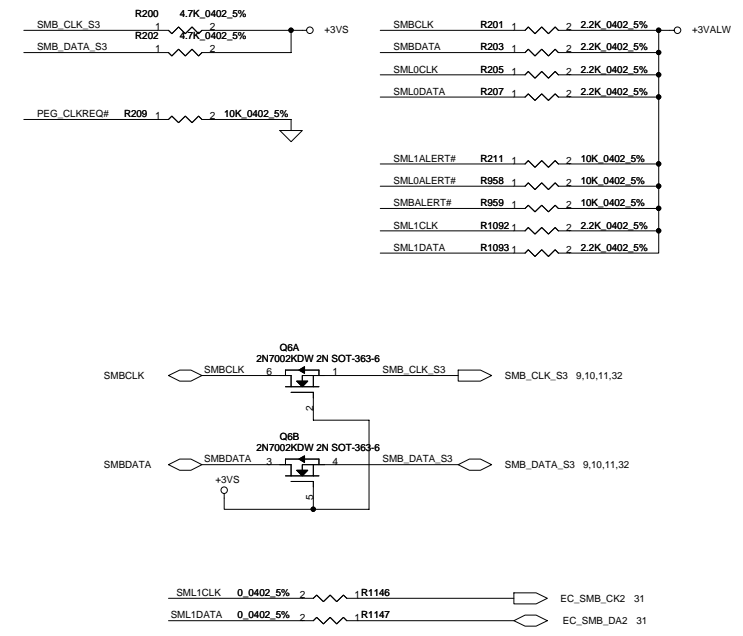 R200 4.7K_0402_5%
SMB_CLK_S3 1 2 +3VS
R202 4.7K_0402_5%
SMB_DATA_S3 1 2
PEG_CLKREQ# R209 1 2 10K_0402_5%
SMBCLK R201 1 2 2.2K_0402_5% +3VALW
SMBDATA R203 1 2 2.2K_0402_5%
SML0CLK R205 1 2 2.2K_0402_5%
SML0DATA R207 1 2 2.2K_0402_5%
SML1ALERT# R211 1 2 10K_0402_5%
SML0ALERT# R958 1 2 10K_0402_5%
SMBALERT# R959 1 2 10K_0402_5%
SML1CLK R1092 1 2 2.2K_0402_5%
SML1DATA R1093 1 2 2.2K_0402_5%
Q6A
2N7002KDW 2N SOT-363-6
SMBCLK SMBCLK 6 1 SMB_CLK_S3 SMB_CLK_S3 9,10,11,32
2
Q6B
2N7002KDW 2N SOT-363-6
SMBDATA SMBDATA 3 4 SMB_DATA_S3 SMB_DATA_S3 9,10,11,32
+3VS
5
SML1CLK 0_0402_5% 2 1 R1146 EC_SMB_CK2 31
SML1DATA 0_0402_5% 2 1 R1147 EC_SMB_DA2 31